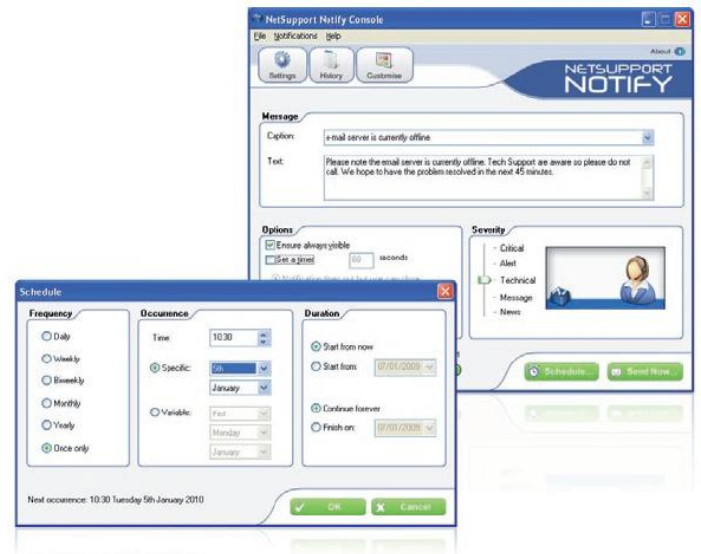 NetSupport Notify Console
File Notifications Help
About
Settings History Customise
NETSUPPORT
NOTIFY
Message
Caption: e-mail server is currently offline
Text: Please note the email server is currently offline. Tech Support are aware so please do not
call. We hope to have the problem resolved in the next 45 minutes.
Options
Ensure always visible
Set a timer 60 seconds
Severity
- Critical
- Alert
- Technical
- Message
- News
Schedule... Send Now...
Schedule
Frequency
Daily
Weekly
Biweekly
Monthly
Yearly
Once only
Occurrence
Time: 10:30
Specific: 5th
January
Variable: First
Monday
January
Duration
Start from now
Start from: 07/01/2009
Continue forever
Finish on: 07/01/2009
Next occurrence: 10:30 Tuesday 5th January 2010
OK Cancel